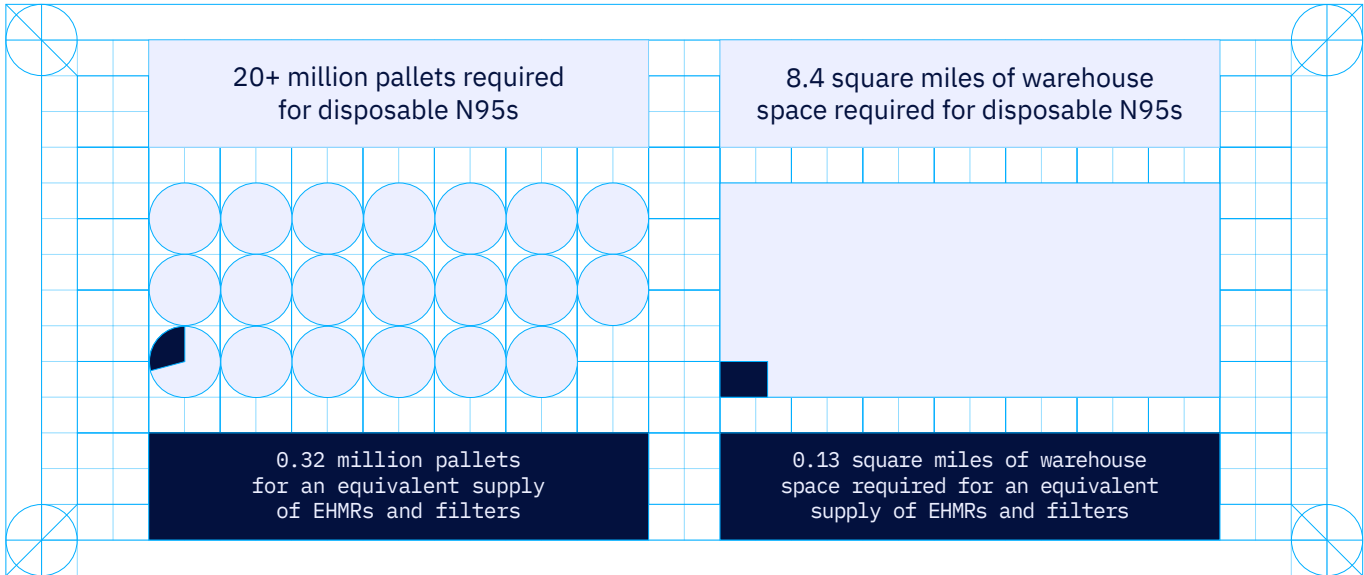 20+ million pallets required
for disposable N95s
8.4 square miles of warehouse
space required for disposable N95s
0.32 million pallets
for an equivalent supply
of EHMRs and filters
0.13 square miles of warehouse
space required for an equivalent
supply of EHMRs and filters